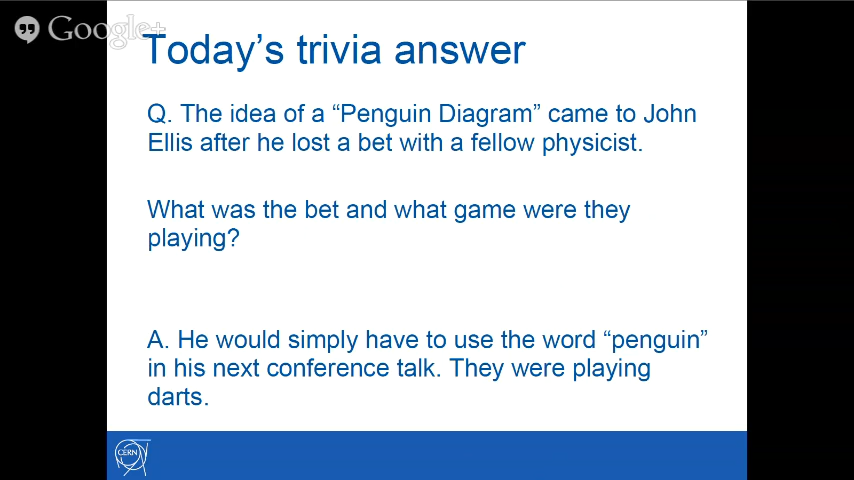 Google+
Today's trivia answer
Q. The idea of a “Penguin Diagram” came to John
Ellis after he lost a bet with a fellow physicist.
What was the bet and what game were they
playing?
A. He would simply have to use the word “penguin”
in his next conference talk. They were playing
darts.
CERN